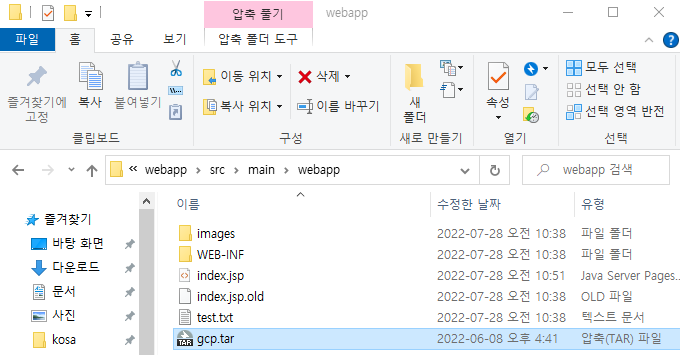 압축 풀기 webapp
파일 홈 공유 보기 압축 폴더 도구
즐겨찾기에 고정
복사
붙여넣기
이동 위치
복사 위치
삭제
이름 바꾸기
새 폴더
속성
모두 선택
선택 안 함
선택 영역 반전
클립보드 구성 새로 만들기 열기 선택
« webapp › src › main › webapp
webapp 검색
이름 수정한 날짜 유형
즐겨찾기
바탕 화면
다운로드
문서
사진
kosa
images 2022-07-28 오전 10:38 파일 폴더
WEB-INF 2022-07-28 오전 10:38 파일 폴더
index.jsp 2022-07-28 오전 10:51 Java Server Pages...
index.jsp.old 2022-07-28 오전 10:38 OLD 파일
test.txt 2022-07-28 오전 10:38 텍스트 문서
TAR gcp.tar 2022-06-08 오후 4:41 압축(TAR) 파일